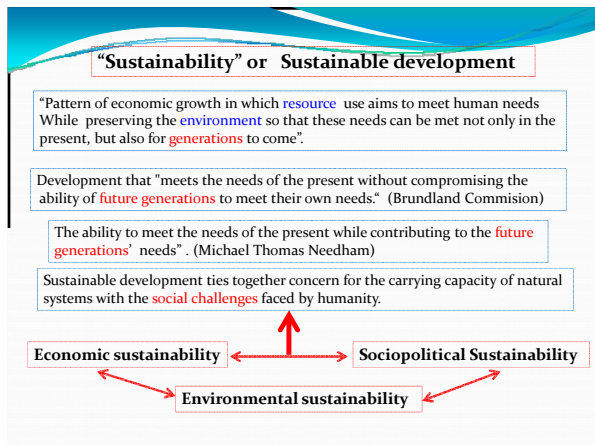 “Sustainability” or Sustainable development
“Pattern of economic growth in which resource use aims to meet human needs
While preserving the environment so that these needs can be met not only in the
present, but also for generations to come”.
Development that "meets the needs of the present without compromising the
ability of future generations to meet their own needs.“ (Brundland Commision)
The ability to meet the needs of the present while contributing to the future
generations’ needs” . (Michael Thomas Needham)
Sustainable development ties together concern for the carrying capacity of natural
systems with the social challenges faced by humanity.
Economic sustainability
Sociopolitical Sustainability
Environmental sustainability